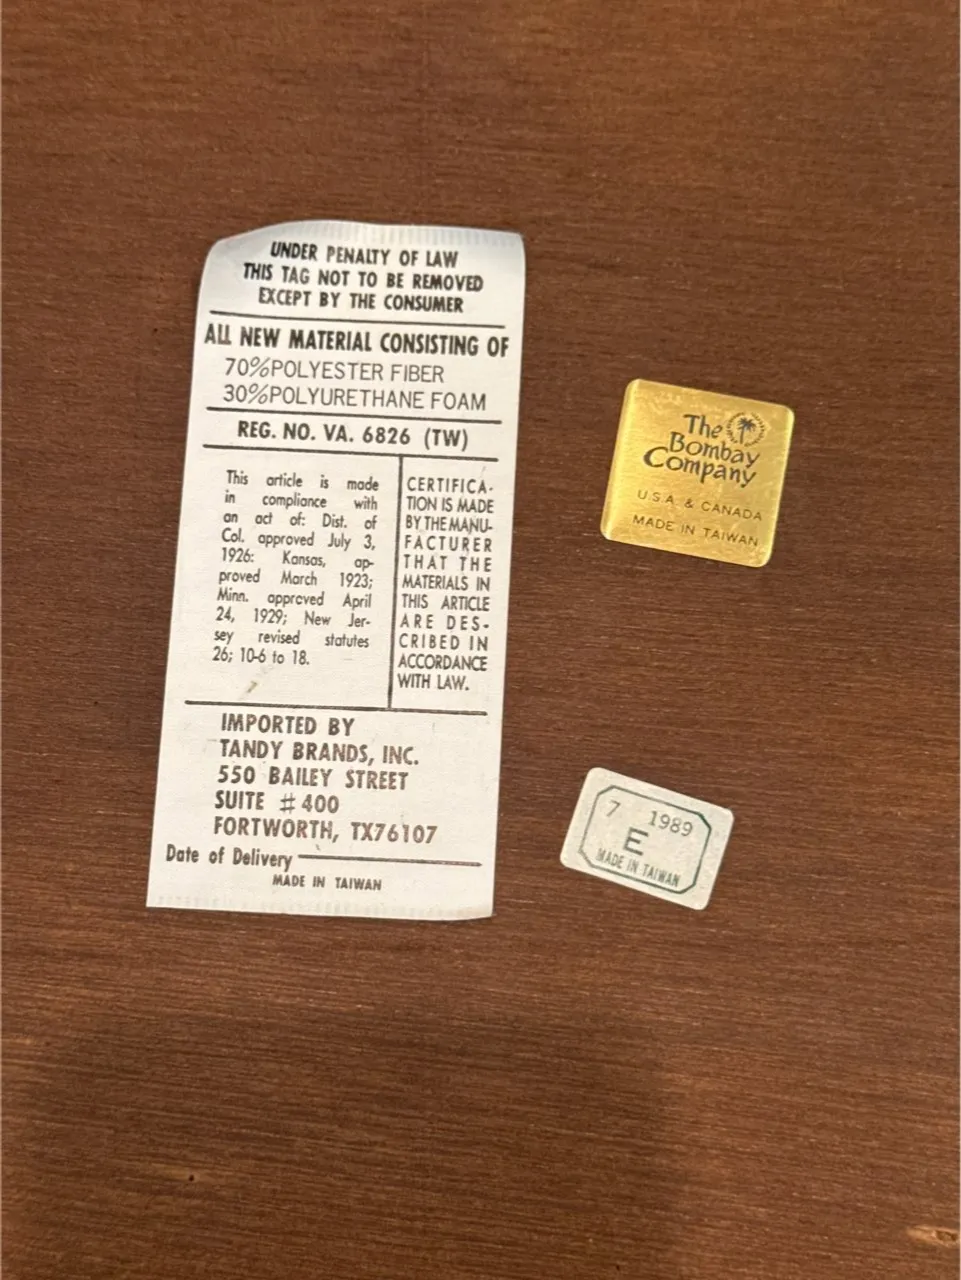 UNDER PENALTY OF LAW
THIS TAG NOT TO BE REMOVED
EXCEPT BY THE CONSUMER
ALL NEW MATERIAL CONSISTING OF
70%POLYESTER FIBER
30%POLYURETHANE FOAM
REG. NO. VA. 6826 (TW)
This article is made
in compliance with
an act of: Dist. of
Col. approved July 3,
1926: Kansas, ap-
proved March 1923;
Minn. approved April
24, 1929; New Jer-
sey revised statutes
26; 10-6 to 18.
CERTIFICA-
TION IS MADE
BY THE MANU-
FACTURER
THAT THE
MATERIALS IN
THIS ARTICLE
ARE DES-
CRIBED IN
ACCORDANCE
WITH LAW.
IMPORTED BY
TANDY BRANDS, INC.
550 BAILEY STREET
SUITE #400
FORTWORTH, TX76107
Date of Delivery
MADE IN TAIWAN
The
Bombay
Company
U.S.A. & CANADA
MADE IN TAIWAN
7 1989
E
MADE IN TAIWAN